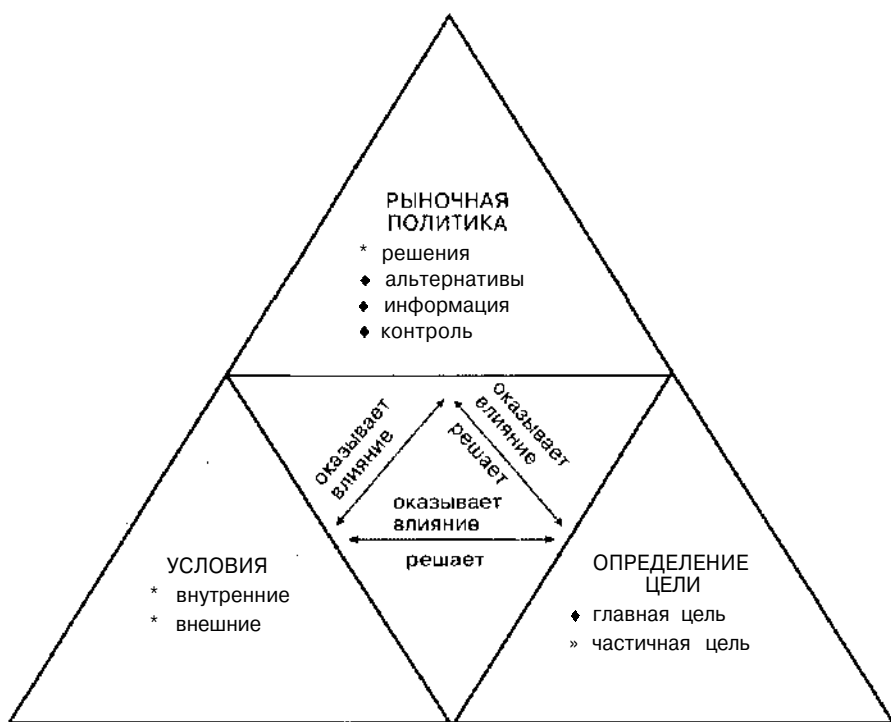 РЫНОЧНАЯ
ПОЛИТИКА
* решения
♦ альтернативы
♦ информация
♦ контроль
оказывает
влияние
оказывает
влияние
решает
оказывает
влияние
решает
УСЛОВИЯ
* внутренние
* внешние
ОПРЕДЕЛЕНИЕ
ЦЕЛИ
♦ главная цель
» частичная цель